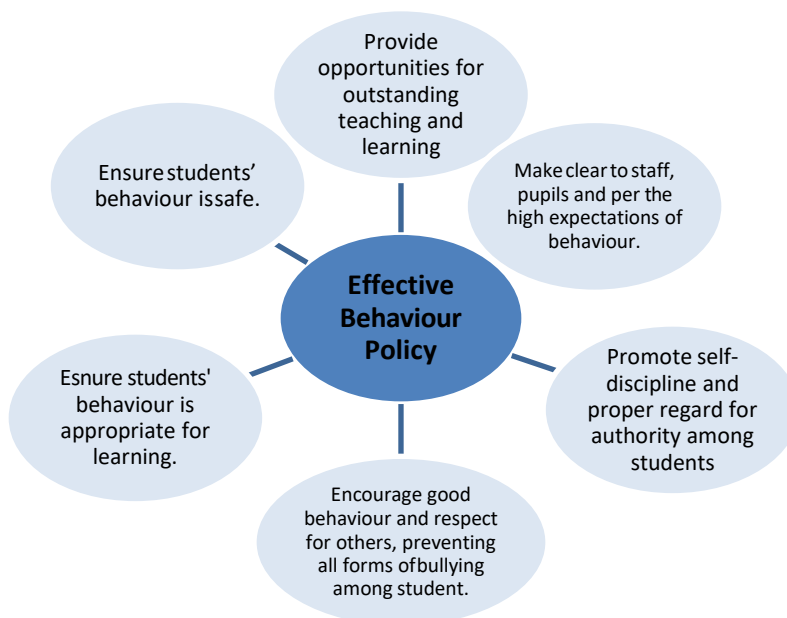 Provide
opportunities for
outstanding
teaching and
learning
Make clear to staff,
pupils and per the
high expectations of
behaviour.
Promote self-
discipline and
proper regard for
authority among
students
Encourage good
behaviour and respect
for others, preventing
all forms ofbullying
among student.
Esnure students'
behaviour is
appropriate for
learning.
Ensure students’
behaviour issafe.
Effective
Behaviour
Policy